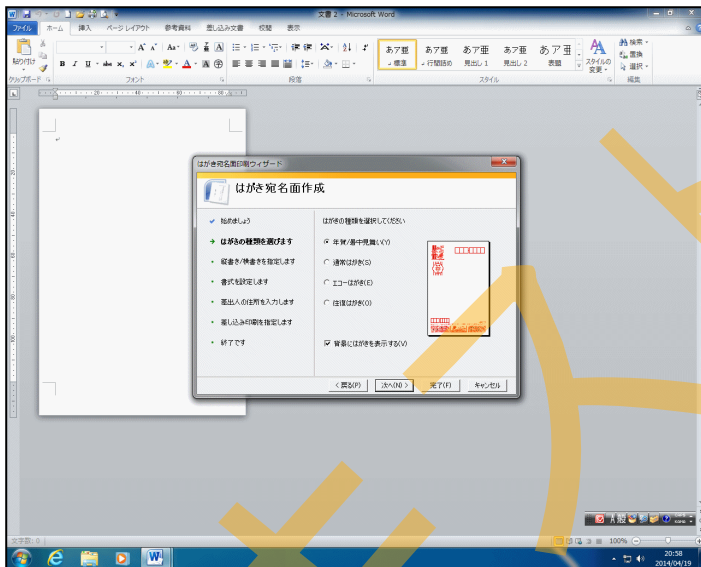 文書 2 - Microsoft Word
ファイル ホーム 挿入 ページ レイアウト 参考資料 差し込み文書 校閲 表示
貼り付け
クリップボード
フォント
段落
あア亜 あア亜 あア亜 あア亜 あア亜
標準 行間詰め 見出し 1 見出し 2 表題
スタイルの変更
スタイル
検索
置換
選択
編集
はがき宛名面印刷ウィザード
はがき宛名面作成
始めましょう
はがきの種類を選びます
縦書き/横書きを指定します
書式を設定します
差出人の住所を入力します
差し込み印刷を指定します
終了です
はがきの種類を選択してください
年賀/暑中見舞い(Y)
通常はがき(S)
エコーはがき(E)
往復はがき(O)
背景にはがきを表示する(V)
< 戻る(P) 次へ(N) > 完了(F) キャンセル
文字数: 0
100%
A 般
KANA
20:58
2014/04/19